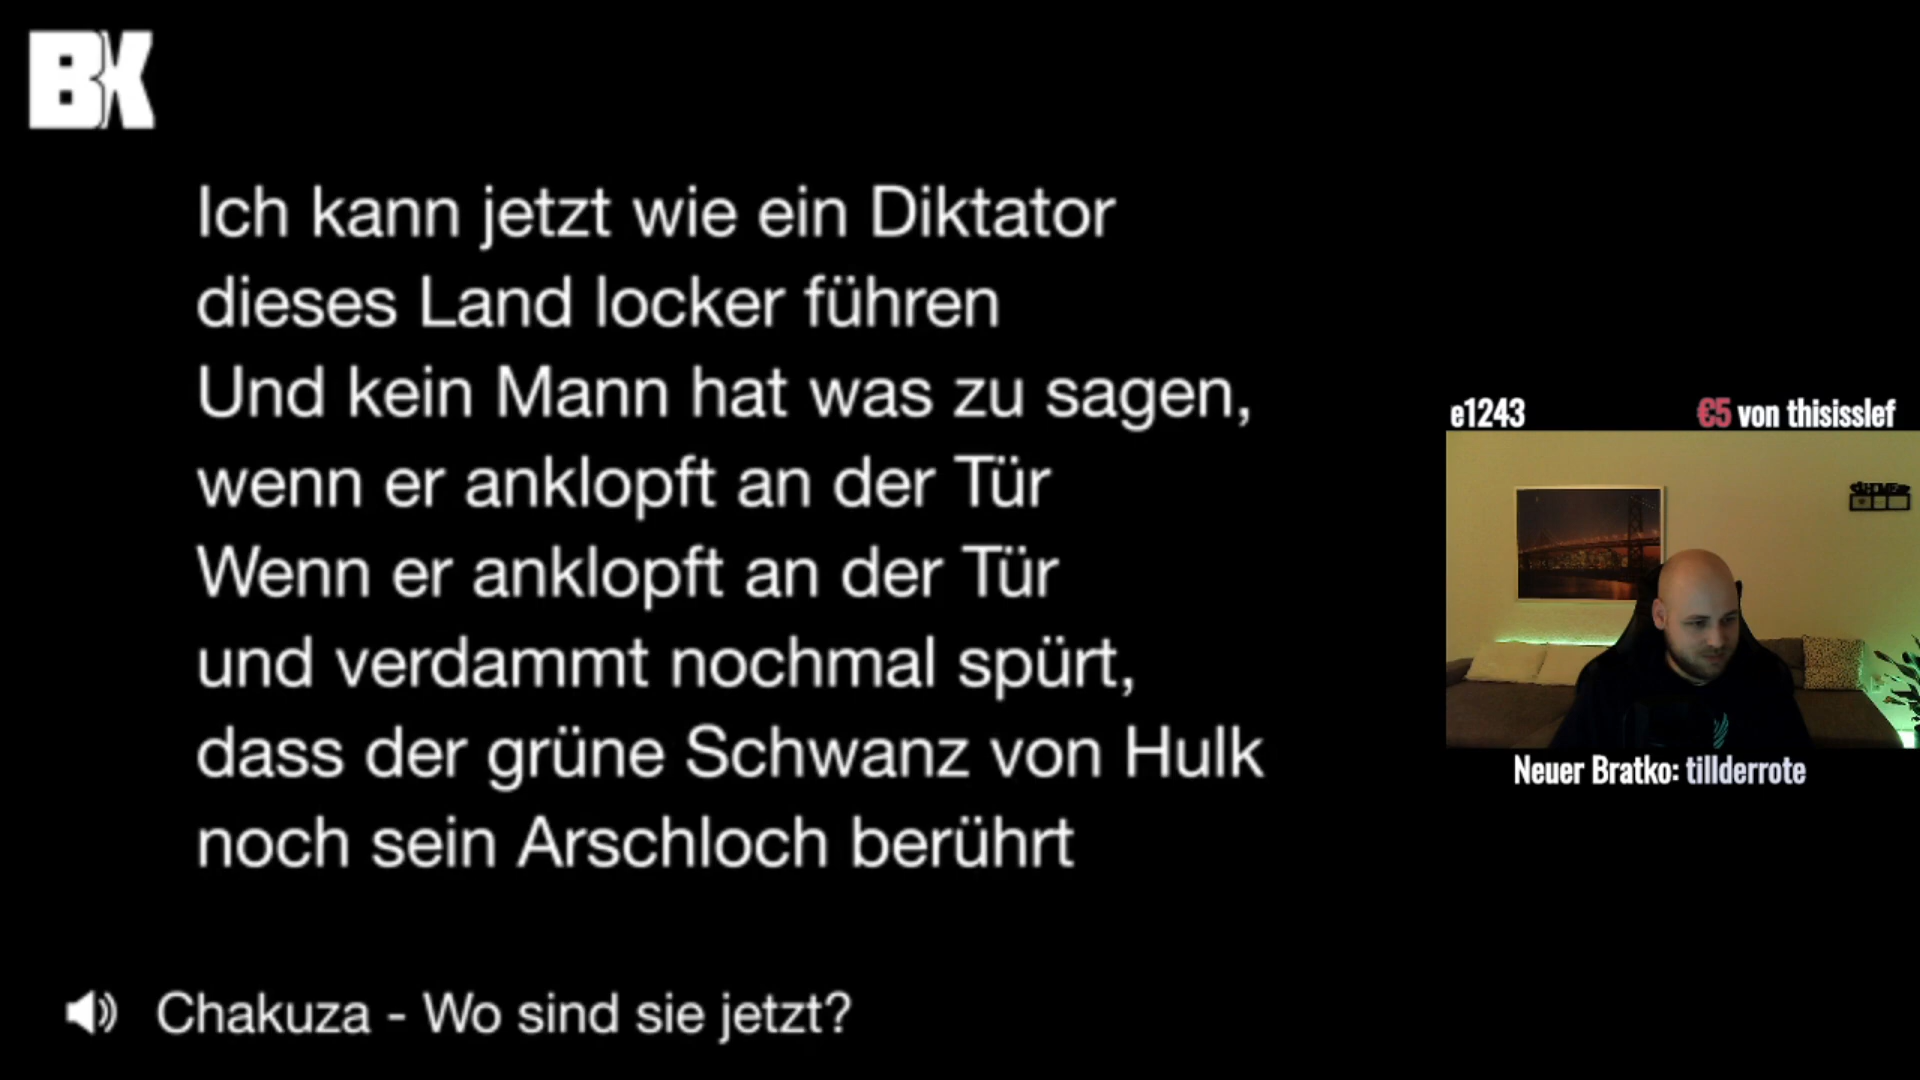 BK
Ich kann jetzt wie ein Diktator
dieses Land locker führen
Und kein Mann hat was zu sagen,
wenn er anklopft an der Tür
Wenn er anklopft an der Tür
und verdammt nochmal spürt,
dass der grüne Schwanz von Hulk
noch sein Arschloch berührt
Chakuza - Wo sind sie jetzt?
e1243
€5 von thisisslef
Neuer Bratko: tillderrote